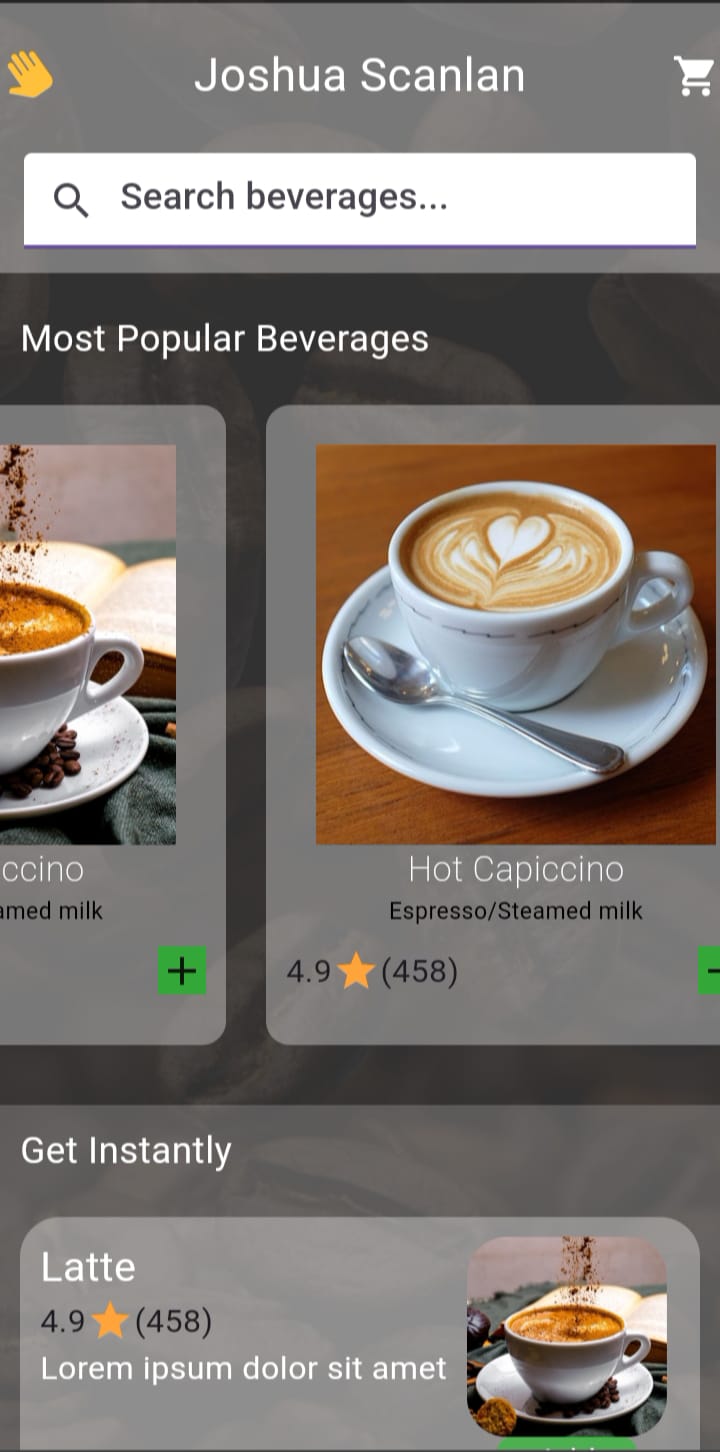 Joshua Scanlan
Search beverages...
Most Popular Beverages
ccino
amed milk
Hot Capiccino
Espresso/Steamed milk
4.9 (458)
Get Instantly
Latte
4.9 (458)
Lorem ipsum dolor sit amet